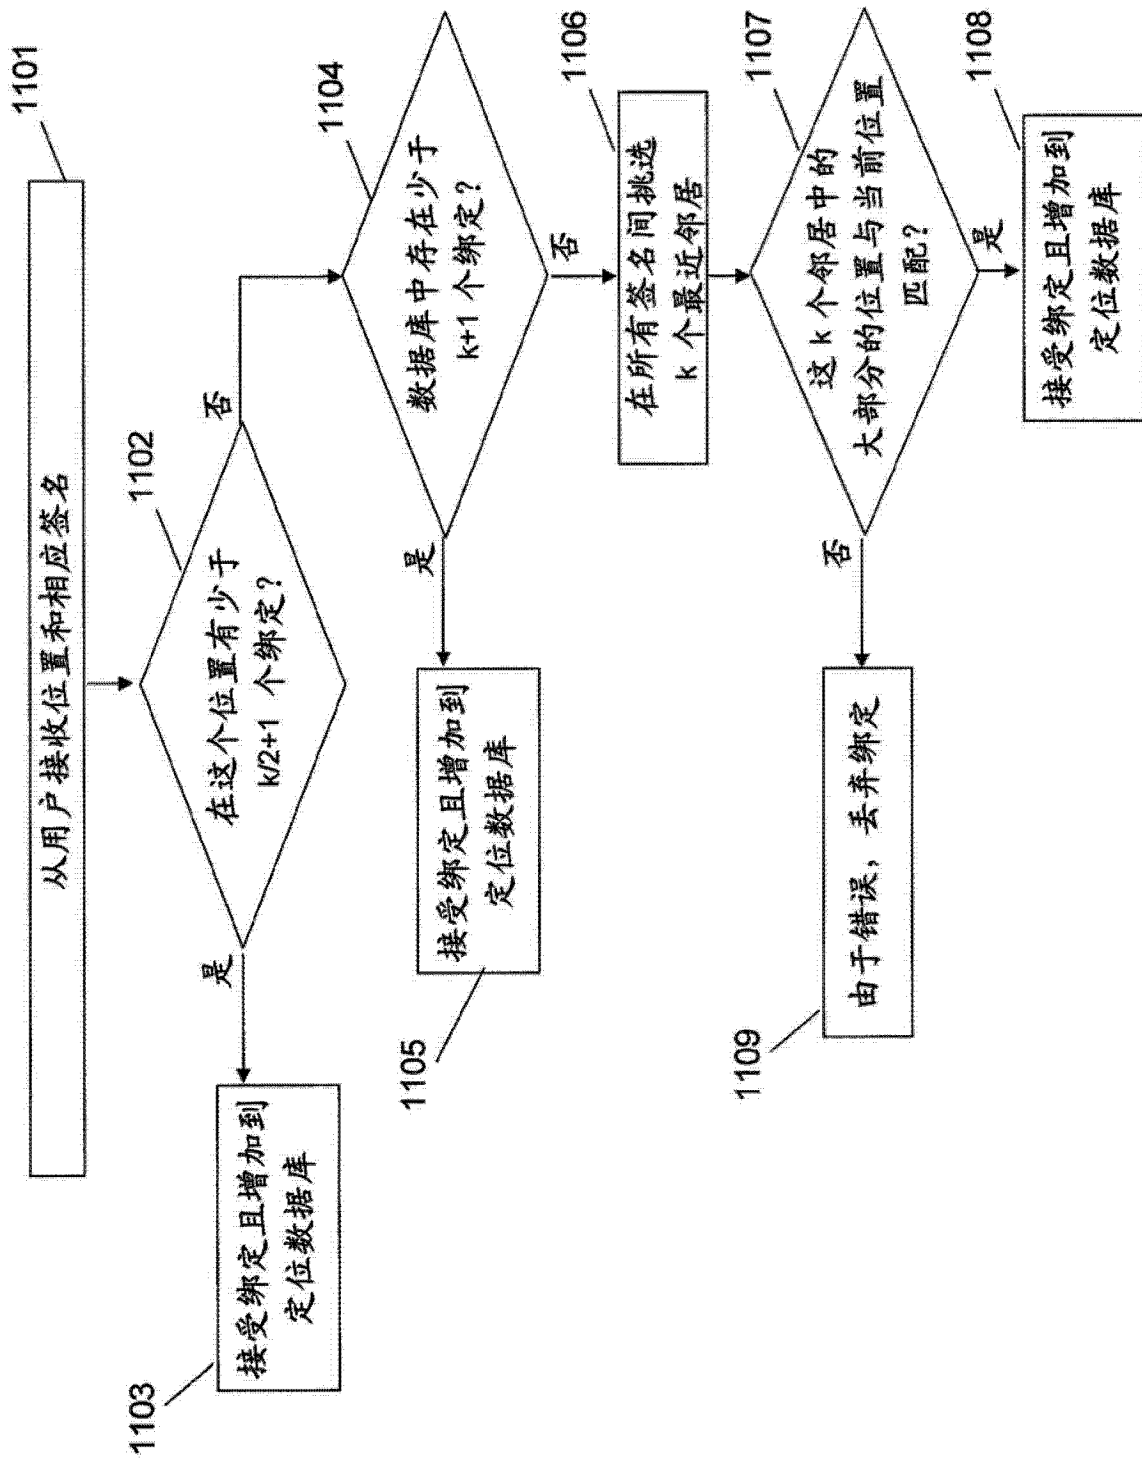 1101
从用户接收位置和相应签名
1102
在这个位置有少于
k/2+1 个绑定?
是
否
1103
接受绑定且增加到
定位数据库
1104
数据库中存在少于
k+1 个绑定?
是
否
1105
接受绑定且增加到
定位数据库
1106
在所有签名间挑选
k 个最近邻居
1107
这 k 个邻居中的
大部分的位置与当前位置
匹配?
否
是
1109
由于错误，丢弃绑定
1108
接受绑定且增加到
定位数据库